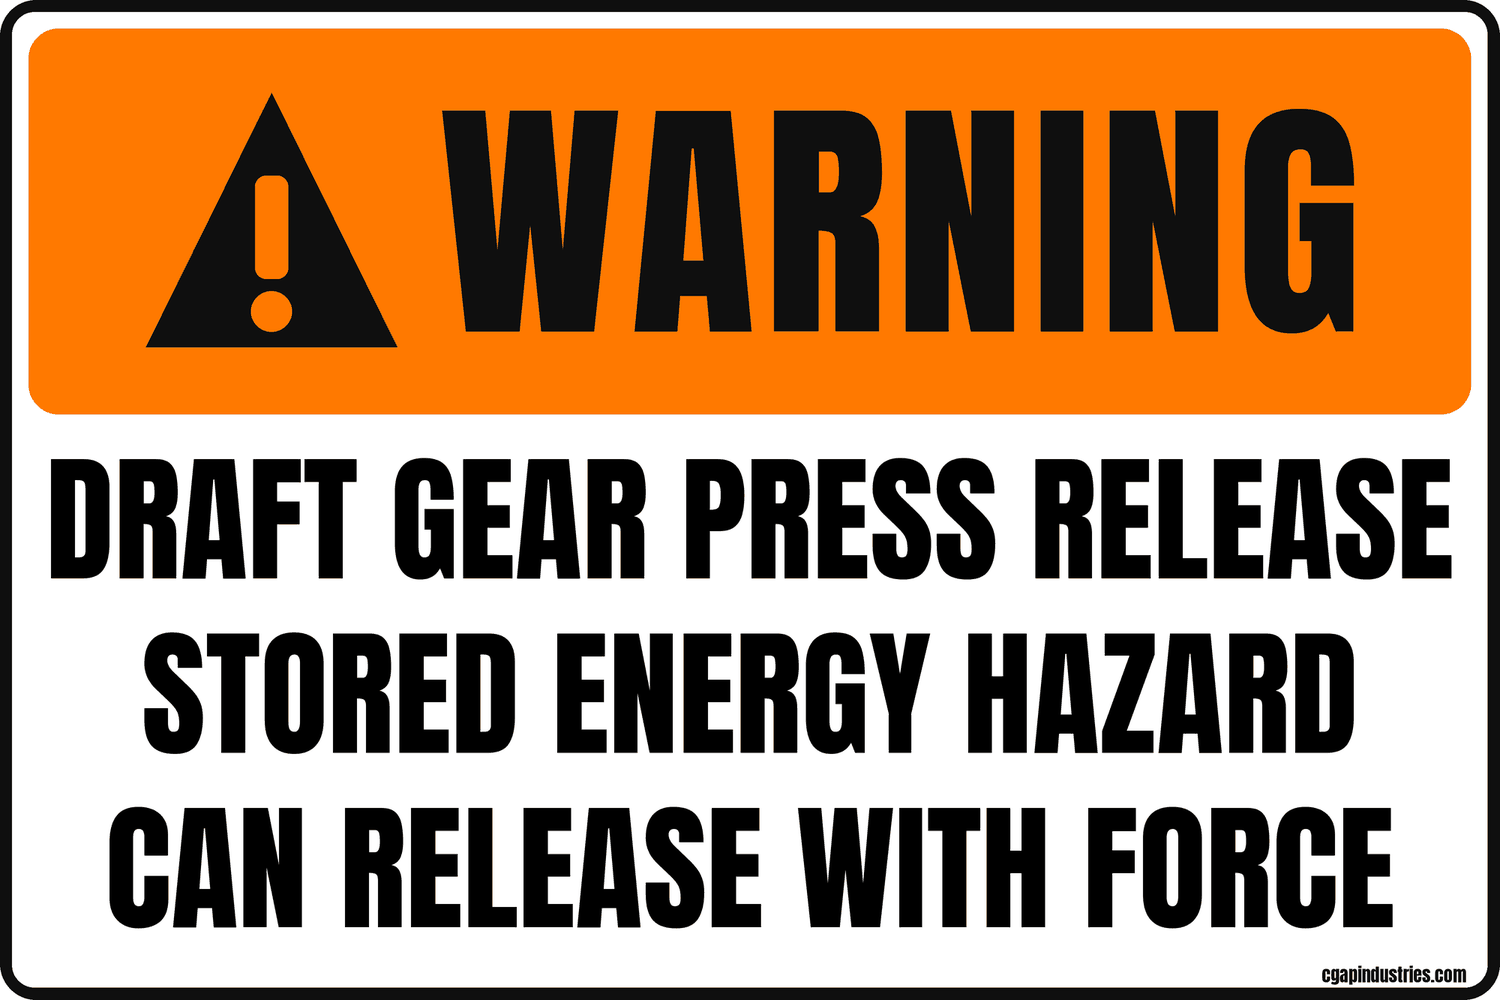 WARNING
DRAFT GEAR PRESS RELEASE
STORED ENERGY HAZARD
CAN RELEASE WITH FORCE
cgapindustries.com